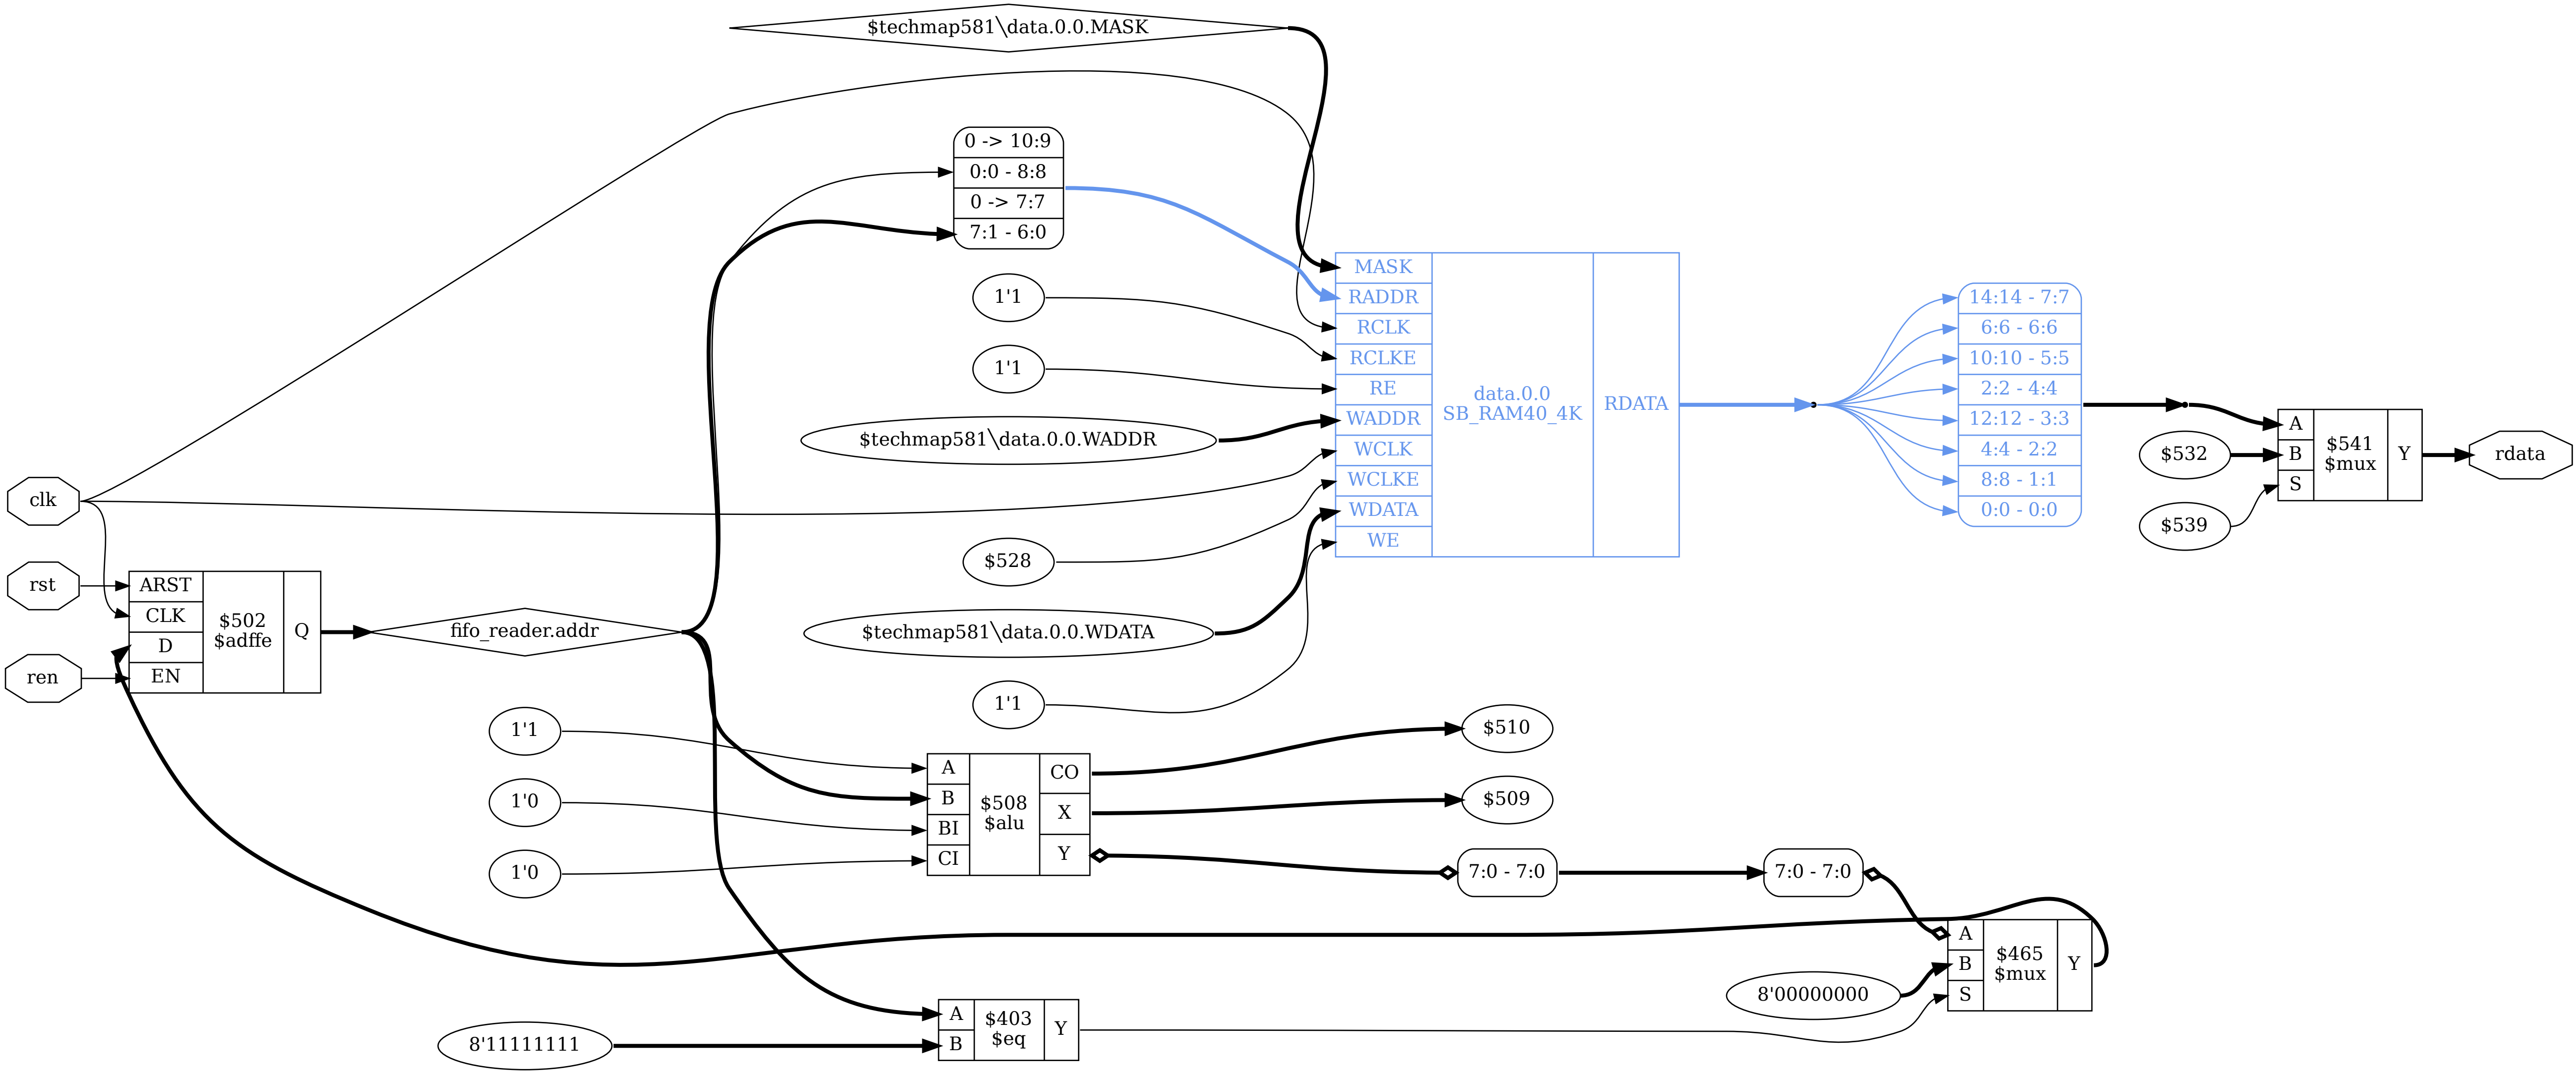 $techmap581\data.0.0.MASK
0 -> 10:9
0:0 - 8:8
0 -> 7:7
7:1 - 6:0
1'1
1'1
$techmap581\data.0.0.WADDR
$528
$techmap581\data.0.0.WDATA
1'1
MASK
RADDR
RCLK
RCLKE
RE
WADDR
WCLK
WCLKE
WDATA
WE
data.0.0
SB_RAM40_4K
RDATA
14:14 - 7:7
6:6 - 6:6
10:10 - 5:5
2:2 - 4:4
12:12 - 3:3
4:4 - 2:2
8:8 - 1:1
0:0 - 0:0
$532
$539
A
B
S
$541
$mux
Y
rdata
clk
rst
ren
ARST
CLK
D
EN
$502
$adffe
Q
fifo_reader.addr
1'1
1'0
1'0
A
B
BI
CI
$508
$alu
CO
X
Y
$510
$509
7:0 - 7:0
7:0 - 7:0
8'00000000
A
B
S
$465
$mux
Y
8'11111111
A
B
$403
$eq
Y